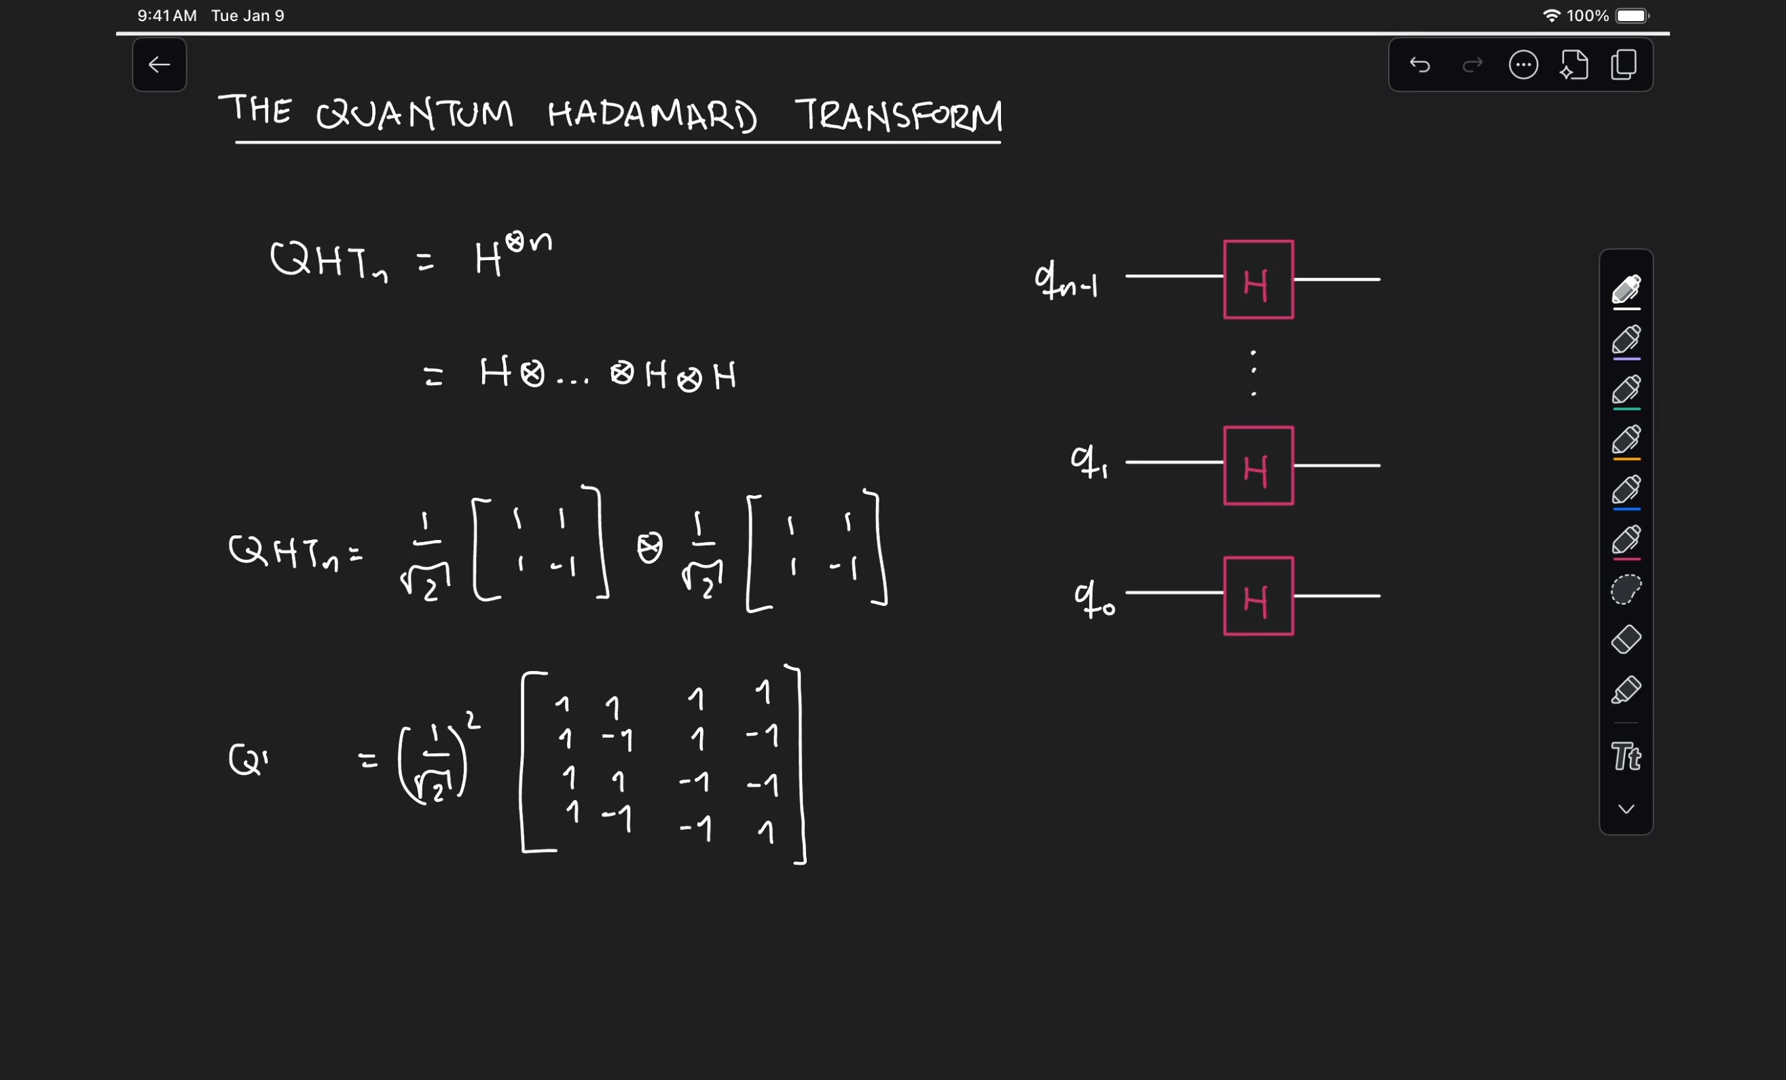 9:41 AM Tue Jan 9 100%
THE QUANTUM HADAMARD TRANSFORM
QHTₙ = H^⊗n
= H ⊗ ... ⊗ H ⊗ H
QHTₙ = 1/√2 [1 1; 1 -1] ⊗ 1/√2 [1 1; 1 -1]
Q' = (1/√2)² [1 1 1 1; 1 -1 1 -1; 1 1 -1 -1; 1 -1 -1 1]
qₙ₋₁ H
⋮
q₁ H
q₀ H
Tt